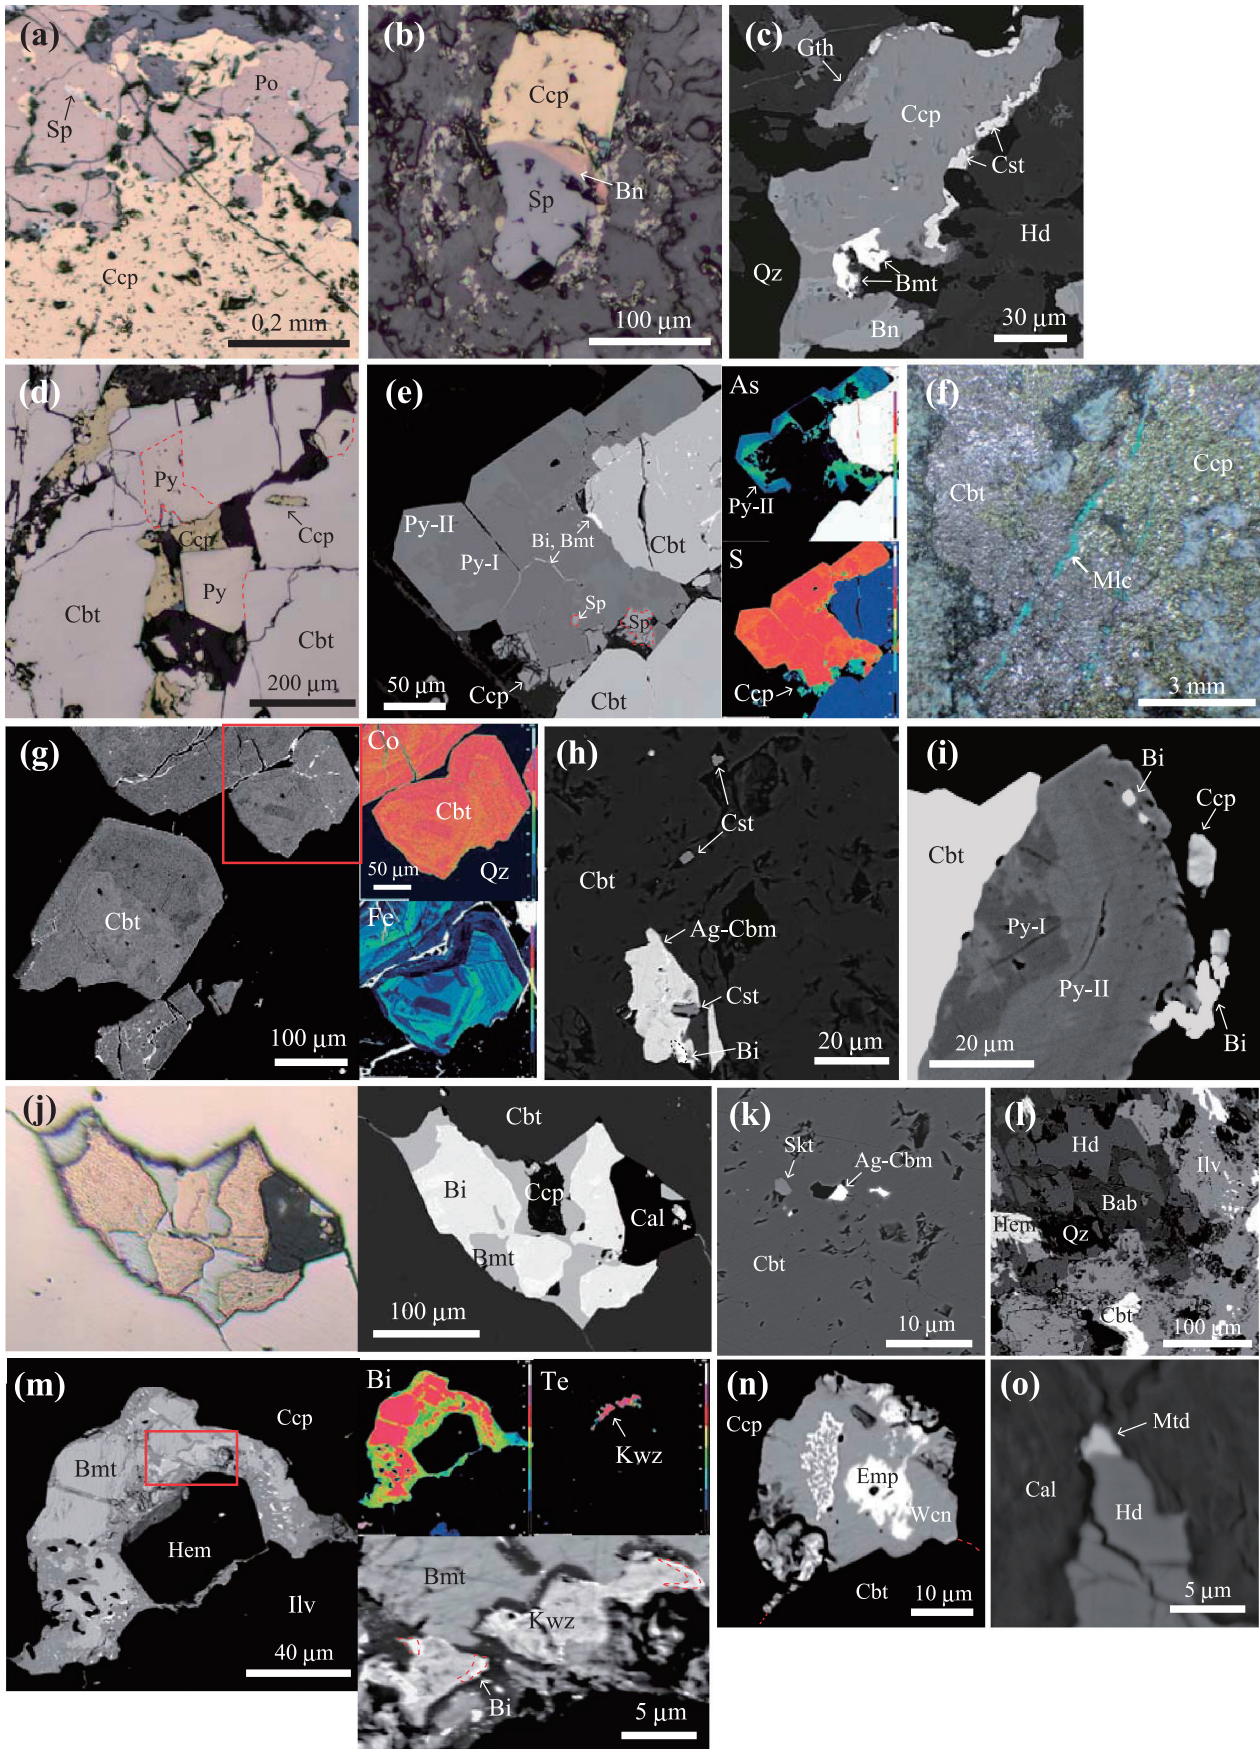 (a)
Po
Sp
Ccp
0.2 mm
(b)
Ccp
Bn
Sp
100 μm
(c)
Gth
Ccp
Cst
Hd
Qz
Bmt
Bn
30 μm
(d)
Py
Ccp
Ccp
Py
Cbt
Cbt
200 μm
(e)
Py-II
Py-I
Bi, Bmt
Cbt
Sp
Sp
Ccp
Cbt
50 μm
As
Py-II
S
Ccp
(f)
Ccp
Cbt
Mlc
3 mm
(g)
Cbt
100 μm
Co
Cbt
50 μm
Qz
Fe
(h)
Cst
Cbt
Ag-Cbm
Cst
Bi
20 μm
(i)
Bi
Ccp
Cbt
Py-I
Py-II
Bi
20 μm
(j)
Cbt
Bi
Ccp
Cal
Bmt
100 μm
(k)
Skt
Ag-Cbm
Cbt
10 μm
(l)
Hd
Ilv
Bab
Hem
Qz
Cbt
100 μm
(m)
Ccp
Bmt
Hem
Ilv
40 μm
Bi
Te
Kwz
Bmt
Kwz
Bi
5 μm
(n)
Ccp
Emp
Wcn
Cbt
10 μm
(o)
Mtd
Cal
Hd
5 μm